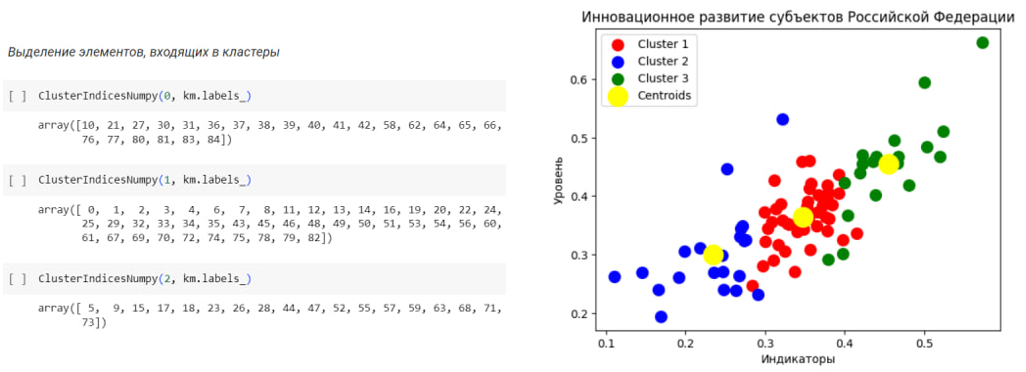 Выделение элементов, входящих в кластеры
[ ] ClusterIndicesNumpy(0, km.labels_)
array([10, 21, 27, 30, 31, 36, 37, 38, 39, 40, 41, 42, 58, 62, 64, 65, 66,
76, 77, 80, 81, 83, 84])
[ ] ClusterIndicesNumpy(1, km.labels_)
array([ 0, 1, 2, 3, 4, 6, 7, 8, 11, 12, 13, 14, 16, 19, 20, 22, 24,
25, 29, 32, 33, 34, 35, 43, 45, 46, 48, 49, 50, 51, 53, 54, 56, 60,
61, 67, 69, 70, 72, 74, 75, 78, 79, 82])
[ ] ClusterIndicesNumpy(2, km.labels_)
array([ 5, 9, 15, 17, 18, 23, 26, 28, 44, 47, 52, 55, 57, 59, 63, 68, 71,
73])
Инновационное развитие субъектов Российской Федерации
Cluster 1
Cluster 2
Cluster 3
Centroids
Уровень
0.6
0.5
0.4
0.3
0.2
0.1 0.2 0.3 0.4 0.5
Индикаторы